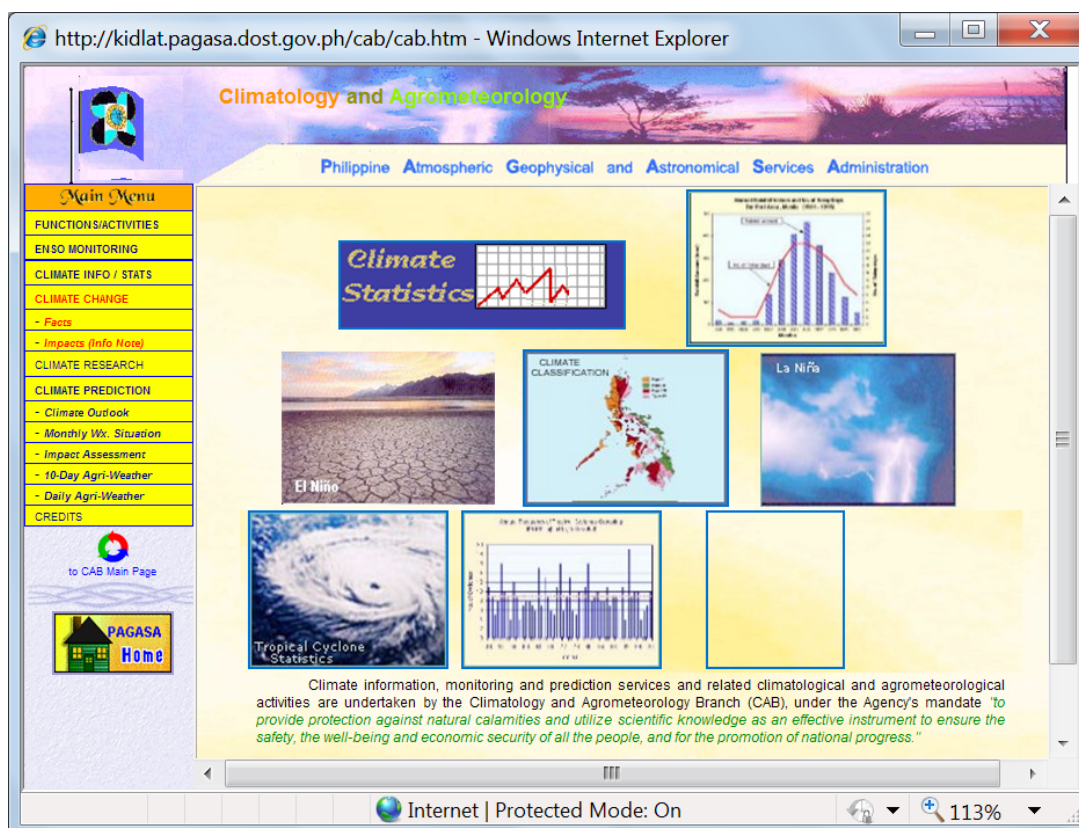 http://kidlat.pagasa.dost.gov.ph/cab/cab.htm - Windows Internet Explorer
Climatology and Agrometeorology
Philippine Atmospheric Geophysical and Astronomical Services Administration
Main Menu
FUNCTIONS/ACTIVITIES
ENSO MONITORING
CLIMATE INFO / STATS
CLIMATE CHANGE
- Facts
- Impacts (Info Note)
CLIMATE RESEARCH
CLIMATE PREDICTION
- Climate Outlook
- Monthly Wx. Situation
- Impact Assessment
- 10-Day Agri-Weather
- Daily Agri-Weather
CREDITS
to CAB Main Page
PAGASA
Home
Climate
Statistics
El Niño
CLIMATE
CLASSIFICATION
La Niña
Tropical Cyclone
Statistics
Climate information, monitoring and prediction services and related climatological and agrometeorological
activities are undertaken by the Climatology and Agrometeorology Branch (CAB), under the Agency's mandate "to
provide protection against natural calamities and utilize scientific knowledge as an effective instrument to ensure the
safety, the well-being and economic security of all the people, and for the promotion of national progress."
Internet | Protected Mode: On
113%